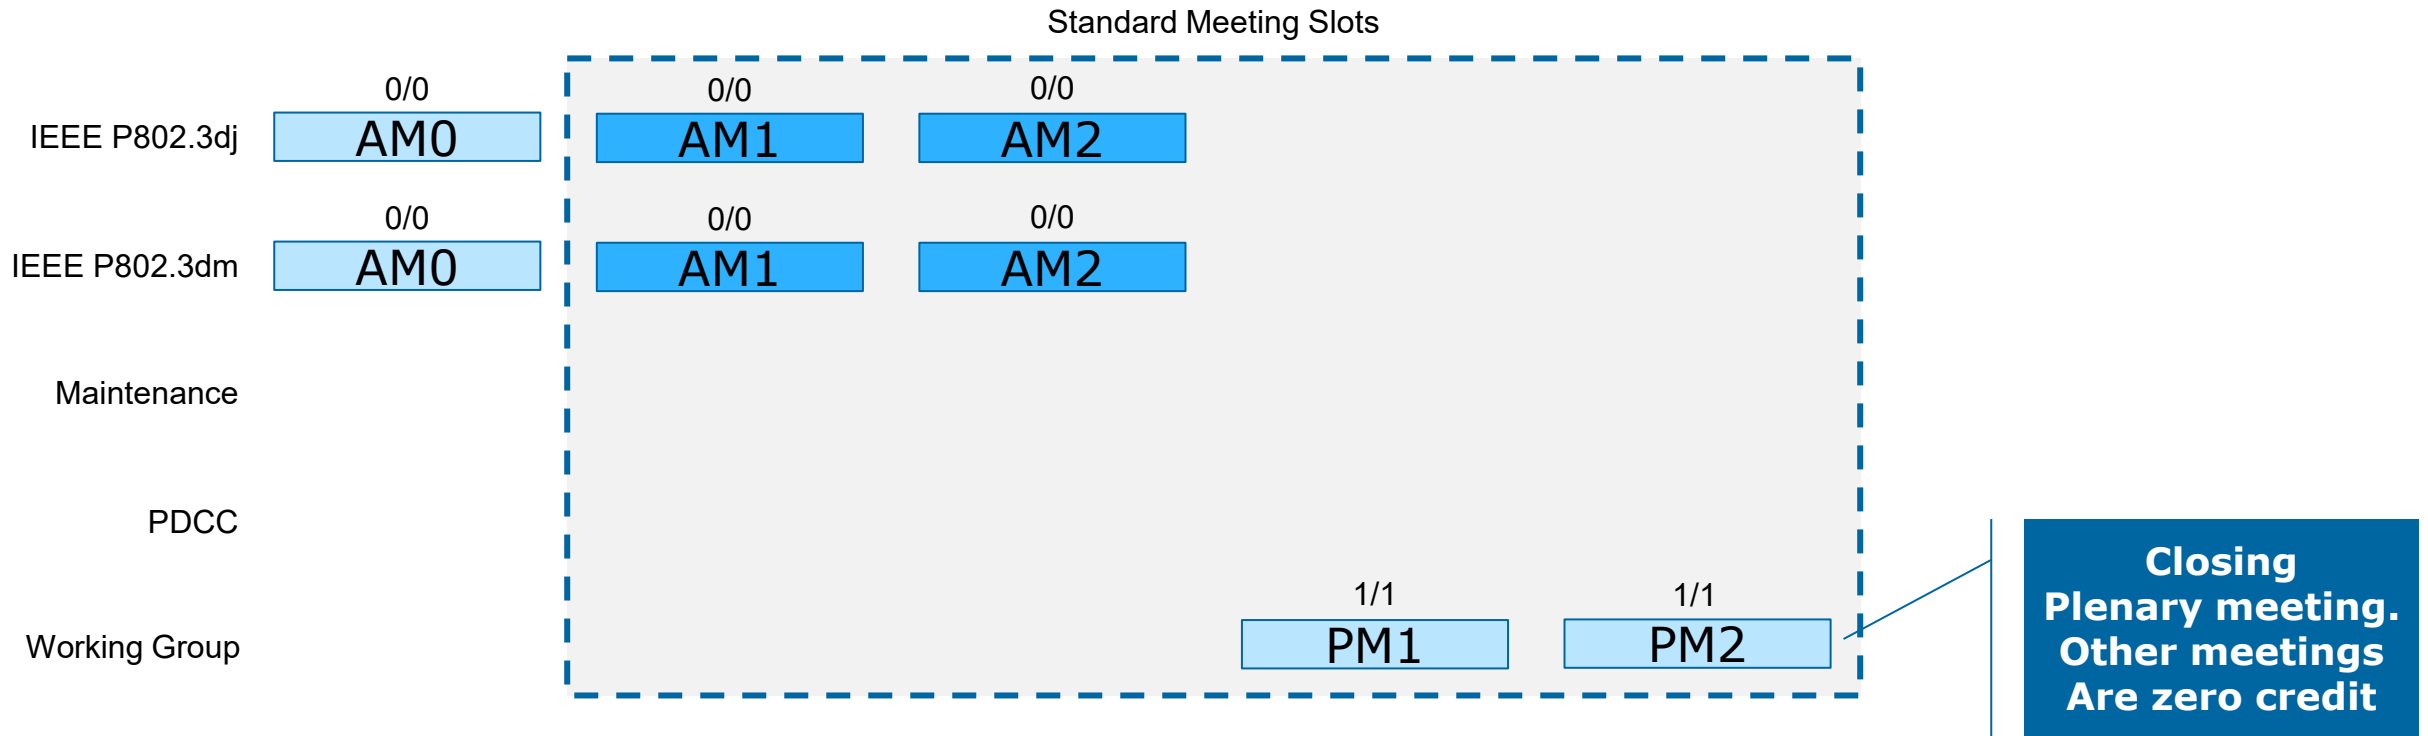 Standard Meeting Slots
0/0 0/0 0/0
IEEE P802.3dj AM0 AM1 AM2
0/0 0/0 0/0
IEEE P802.3dm AM0 AM1 AM2
Maintenance
PDCC
1/1 1/1
Working Group PM1 PM2
Closing
Plenary meeting.
Other meetings
Are zero credit